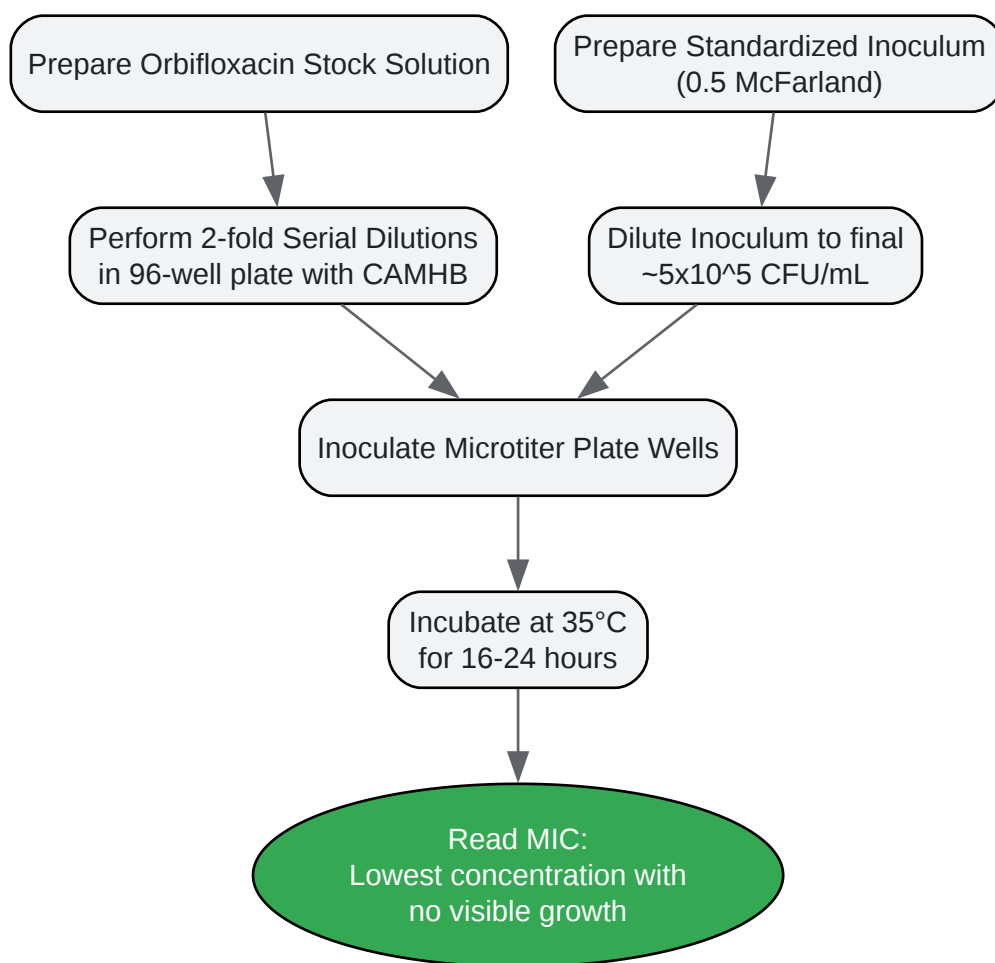 Prepare Orbifloxacin Stock Solution
Prepare Standardized Inoculum
(0.5 McFarland)
Perform 2-fold Serial Dilutions
in 96-well plate with CAMHB
Dilute Inoculum to final
~5x10^5 CFU/mL
Inoculate Microtiter Plate Wells
Incubate at 35°C
for 16-24 hours
Read MIC:
Lowest concentration with
no visible growth